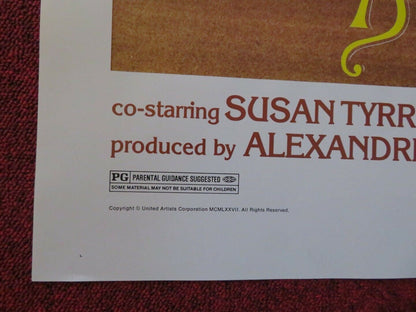 co-starring SUSAN TYRR
produced by ALEXANDR
PG PARENTAL GUIDANCE SUGGESTED
SOME MATERIAL MAY NOT BE SUITABLE FOR CHILDREN
Copyright © United Artists Corporation MCMLXXVII. All Rights Reserved.